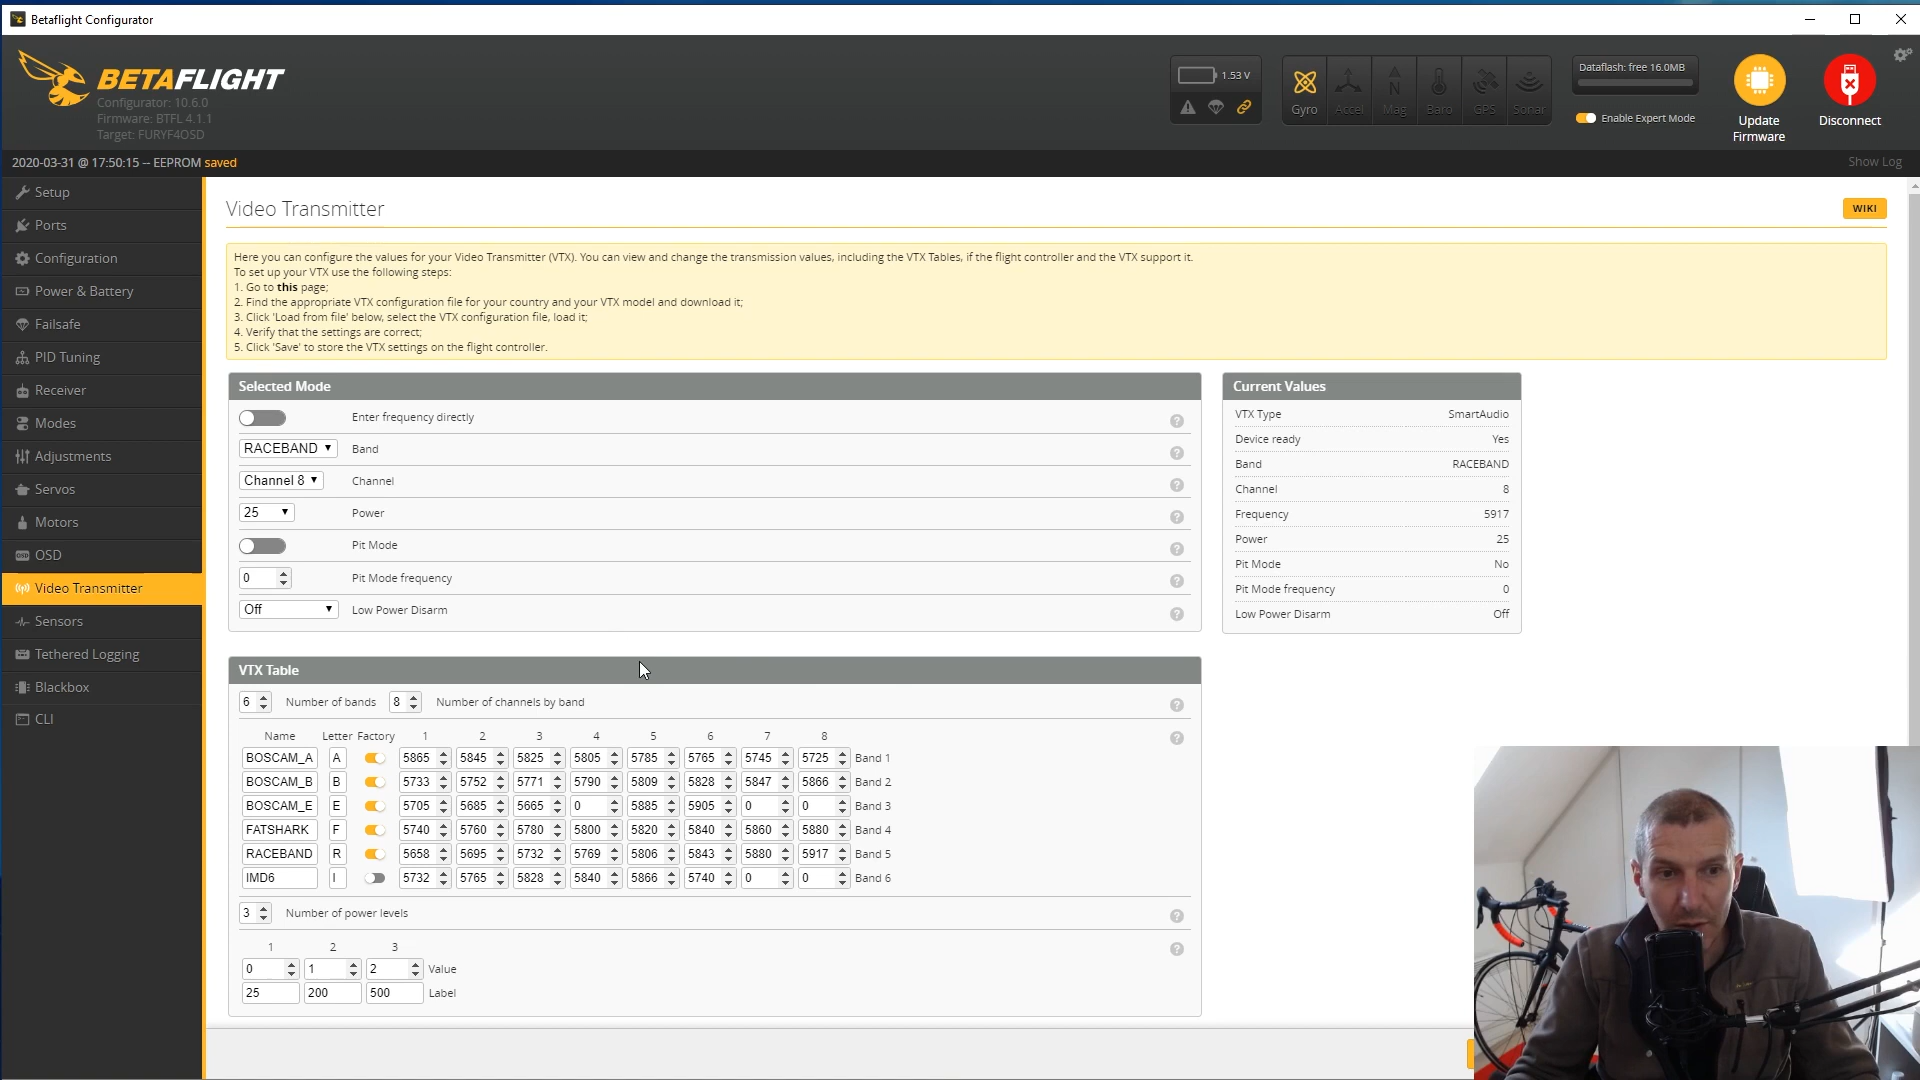 Betaflight Configurator
BETAFLIGHT
Configurator: 10.6.0
Firmware: BTFL 4.1.1
Target: FURYF4OSD
1.53 V
Gyro
Accel
Mag
Baro
GPS
Sonar
Dataflash: free 16.0MB
Enable Expert Mode
Update
Firmware
Disconnect
2020-03-31 @ 17:50:15 -- EEPROM saved
Show Log
Setup
Ports
Configuration
Power & Battery
Failsafe
PID Tuning
Receiver
Modes
Adjustments
Servos
Motors
OSD
Video Transmitter
Sensors
Tethered Logging
Blackbox
CLI
Video Transmitter
WIKI
Here you can configure the values for your Video Transmitter (VTX). You can view and change the transmission values, including the VTX Tables, if the flight controller and the VTX support it.
To set up your VTX use the following steps:
1. Go to this page;
2. Find the appropriate VTX configuration file for your country and your VTX model and download it;
3. Click 'Load from file' below, select the VTX configuration file, load it;
4. Verify that the settings are correct;
5. Click 'Save' to store the VTX settings on the flight controller.
Selected Mode
Enter frequency directly
RACEBAND Band
Channel 8 Channel
25 Power
Pit Mode
0 Pit Mode frequency
Off Low Power Disarm
Current Values
VTX Type SmartAudio
Device ready Yes
Band RACEBAND
Channel 8
Frequency 5917
Power 25
Pit Mode No
Pit Mode frequency 0
Low Power Disarm Off
VTX Table
6 Number of bands 8 Number of channels by band
Name Letter Factory 1 2 3 4 5 6 7 8
BOSCAM_A A 5865 5845 5825 5805 5785 5765 5745 5725 Band 1
BOSCAM_B B 5733 5752 5771 5790 5809 5828 5847 5866 Band 2
BOSCAM_E E 5705 5685 5665 0 5885 5905 0 0 Band 3
FATSHARK F 5740 5760 5780 5800 5820 5840 5860 5880 Band 4
RACEBAND R 5658 5695 5732 5769 5806 5843 5880 5917 Band 5
IMD6 I 5732 5765 5828 5840 5866 5740 0 0 Band 6
3 Number of power levels
1 2 3
0 1 2 Value
25 200 500 Label